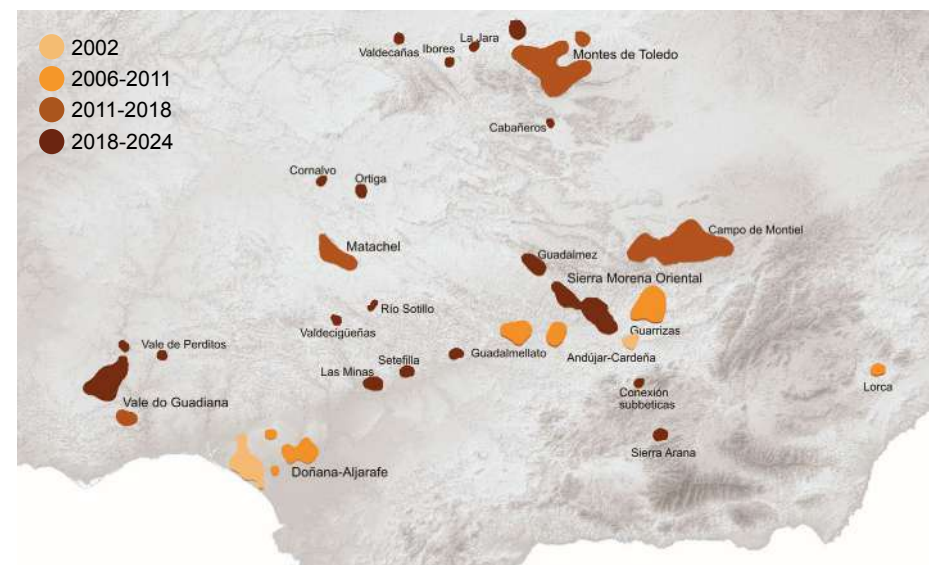 2002
2006-2011
2011-2018
2018-2024
La Jara
Valdecañas
Ibores
Montes de Toledo
Cabañeros
Cornalvo
Ortiga
Campo de Montiel
Matachel
Guadalmez
Sierra Morena Oriental
Río Sotillo
Valdecigüeñas
Guarrizas
Vale de Perditos
Guadalmellato
Andújar-Cardeña
Setefilla
Las Minas
Lorca
Conexión
subbéticas
Vale do Guadiana
Sierra Arana
Doñana-Aljarafe